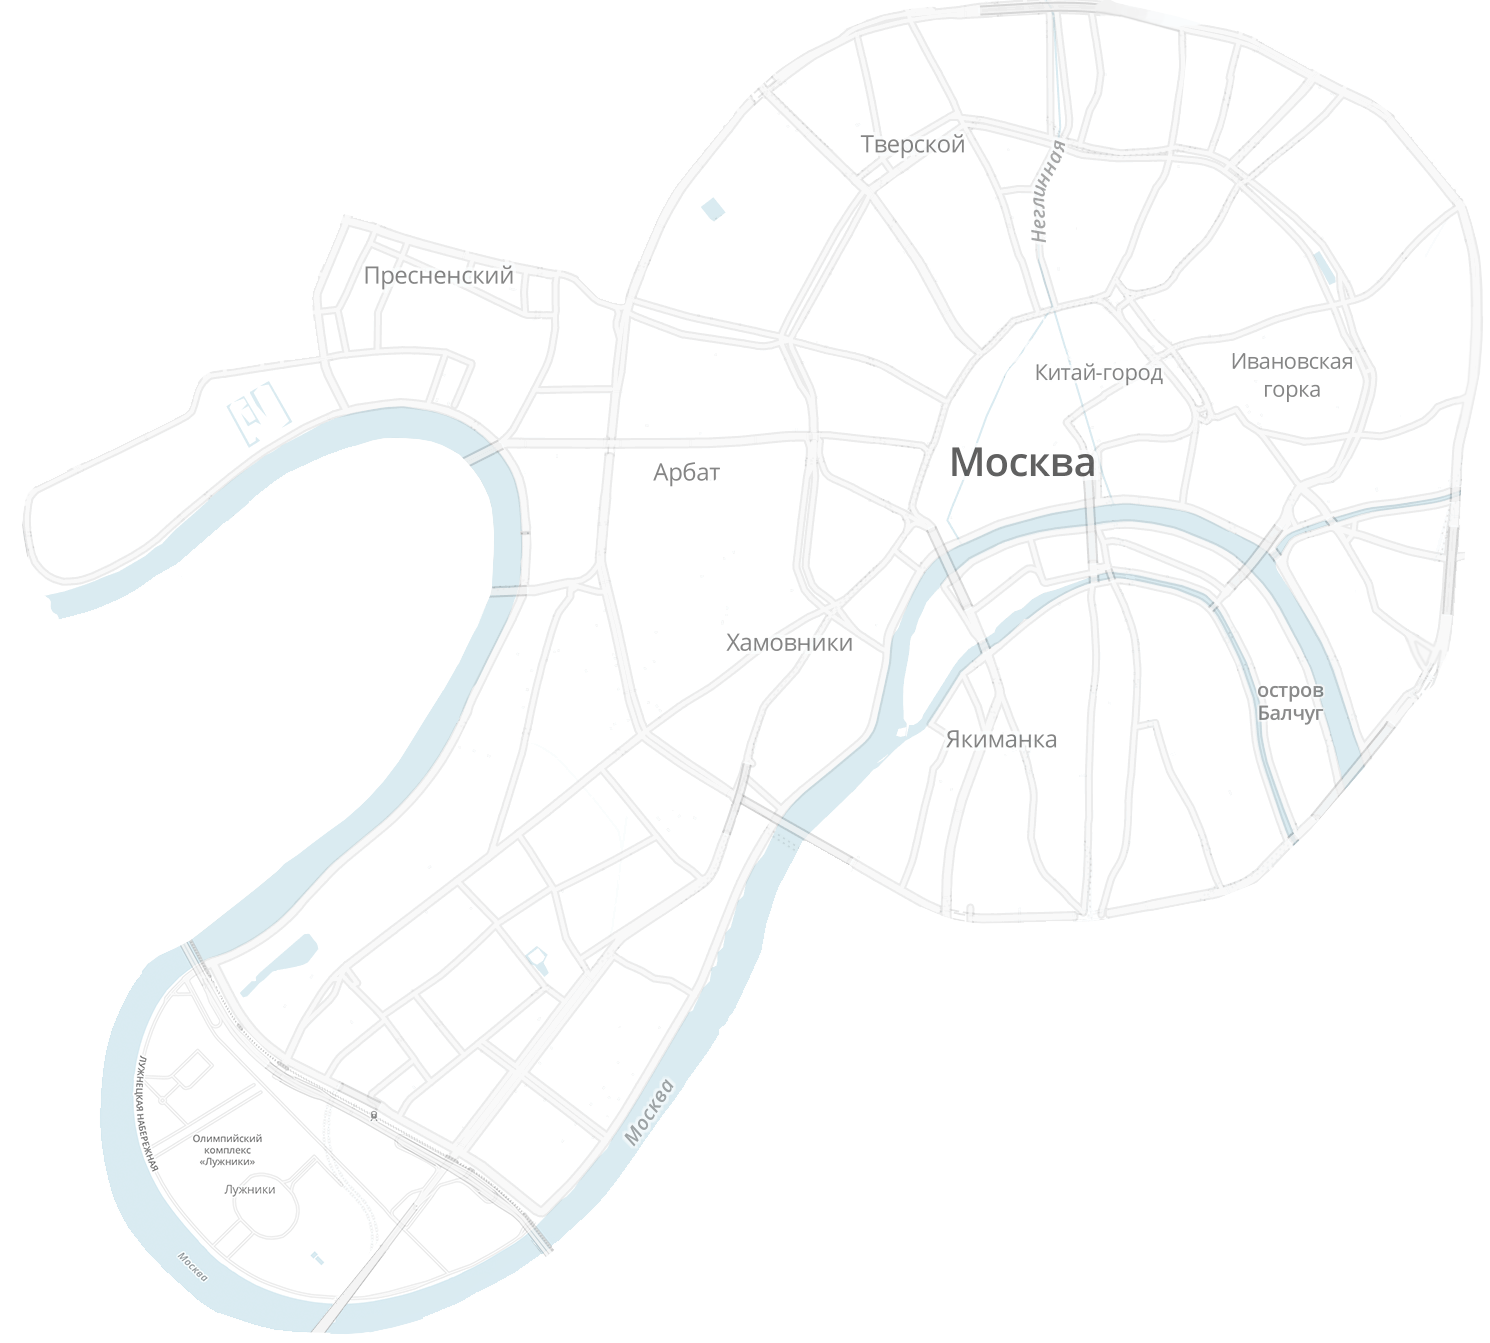 Тверской
Неглинная
Пресненский
Китай-город
Ивановская
горка
Москва
Арбат
Хамовники
остров
Балчуг
Якиманка
ЛУЖНЕЦКАЯ НАБЕРЕЖНАЯ
Москва
Олимпийский
комплекс
«Лужники»
Лужники
Москва